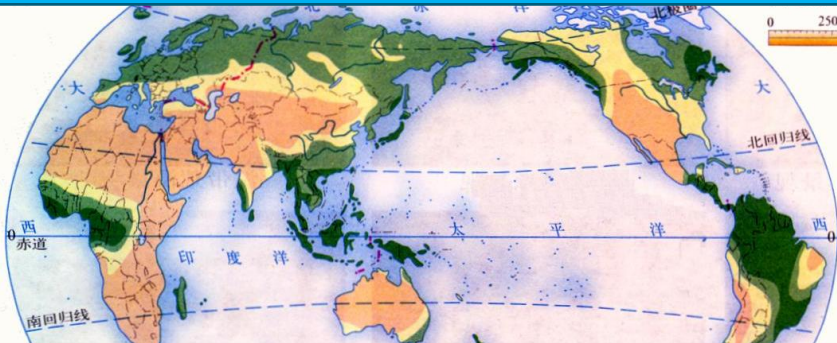 北 冰 洋
北极圈
0 250
大
大
北回归线
0 西
赤道
太 平 洋
西 0
印 度 洋
南回归线